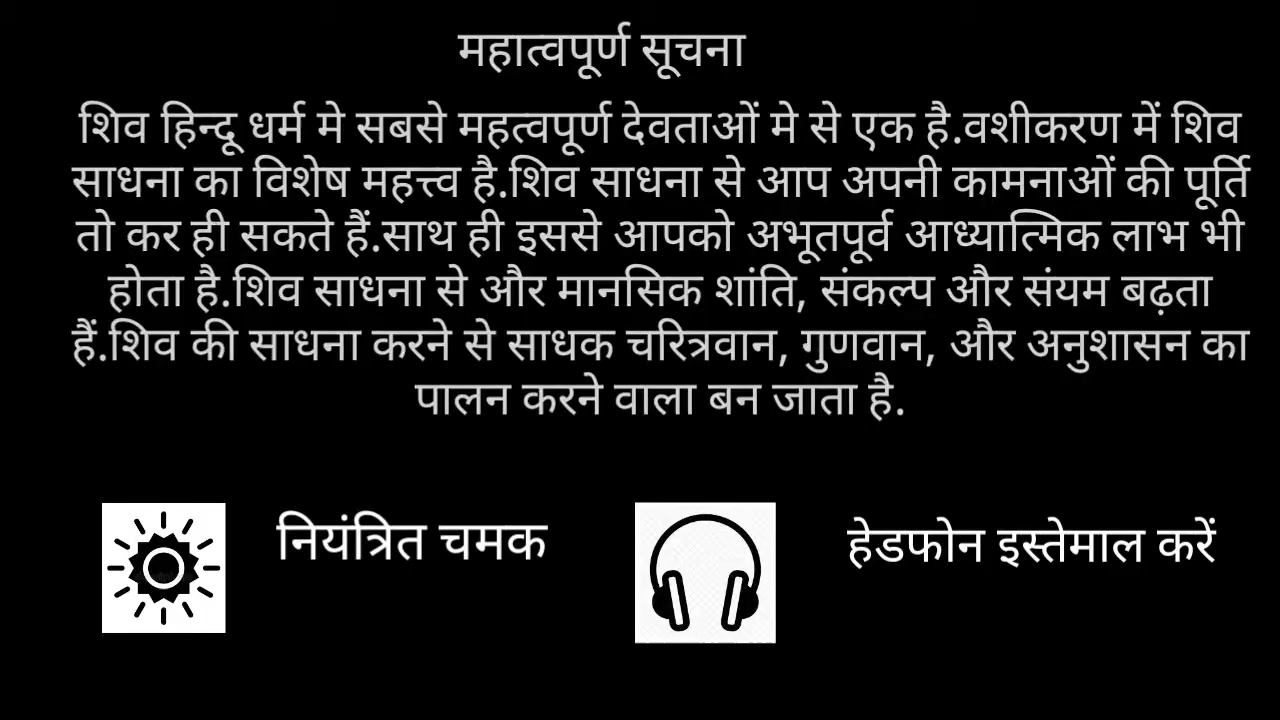 महात्वपूर्ण सूचना
शिव हिन्दू धर्म मे सबसे महत्वपूर्ण देवताओं मे से एक है.वशीकरण में शिव
साधना का विशेष महत्त्व है.शिव साधना से आप अपनी कामनाओं की पूर्ति
तो कर ही सकते हैं.साथ ही इससे आपको अभूतपूर्व आध्यात्मिक लाभ भी
होता है.शिव साधना से और मानसिक शांति, संकल्प और संयम बढ़ता
हैं.शिव की साधना करने से साधक चरित्रवान, गुणवान, और अनुशासन का
पालन करने वाला बन जाता है.
नियंत्रित चमक
हेडफोन इस्तेमाल करें